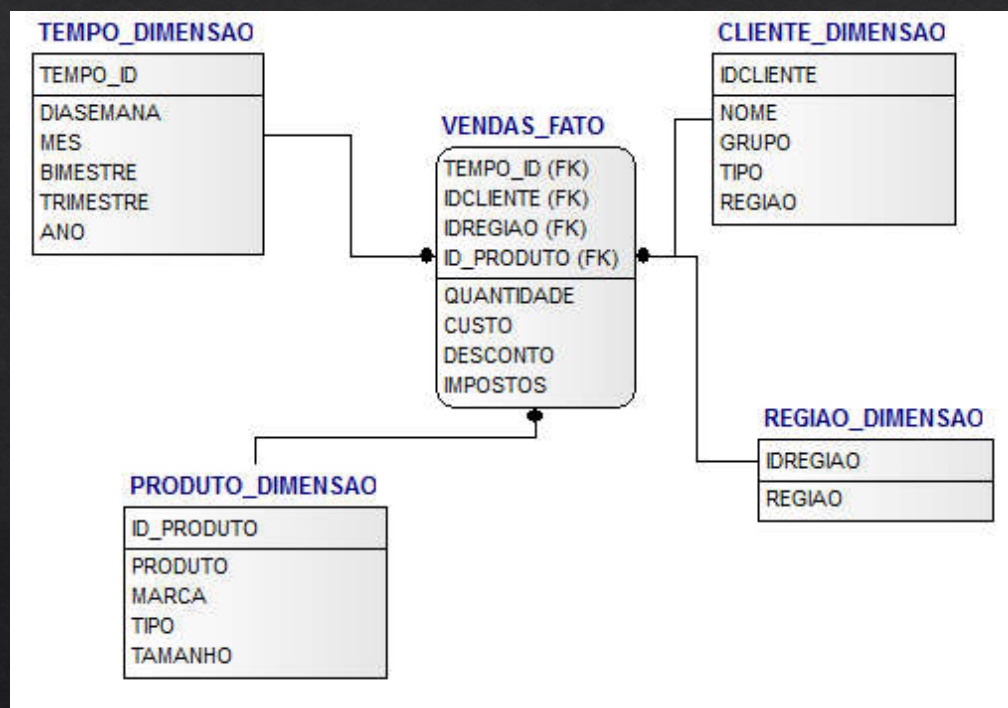 TEMPO_DIMENSAO
TEMPO_ID
DIASEMANA
MES
BIMESTRE
TRIMESTRE
ANO
VENDAS_FATO
TEMPO_ID (FK)
IDCLIENTE (FK)
IDREGIAO (FK)
ID_PRODUTO (FK)
QUANTIDADE
CUSTO
DESCONTO
IMPOSTOS
CLIENTE_DIMENSAO
IDCLIENTE
NOME
GRUPO
TIPO
REGIAO
PRODUTO_DIMENSAO
ID_PRODUTO
PRODUTO
MARCA
TIPO
TAMANHO
REGIAO_DIMENSAO
IDREGIAO
REGIAO